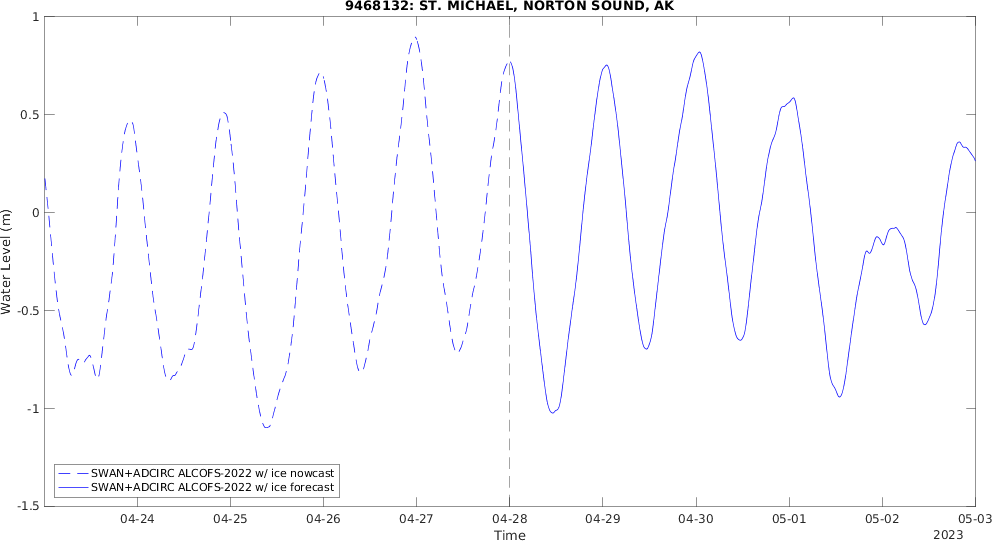 9468132: ST. MICHAEL, NORTON SOUND, AK
1
0.5
0
-0.5
-1
-1.5
Water Level (m)
SWAN+ADCIRC ALCOFS-2022 w/ ice nowcast
SWAN+ADCIRC ALCOFS-2022 w/ ice forecast
04-24 04-25 04-26 04-27 04-28 04-29 04-30 05-01 05-02 05-03
Time
2023